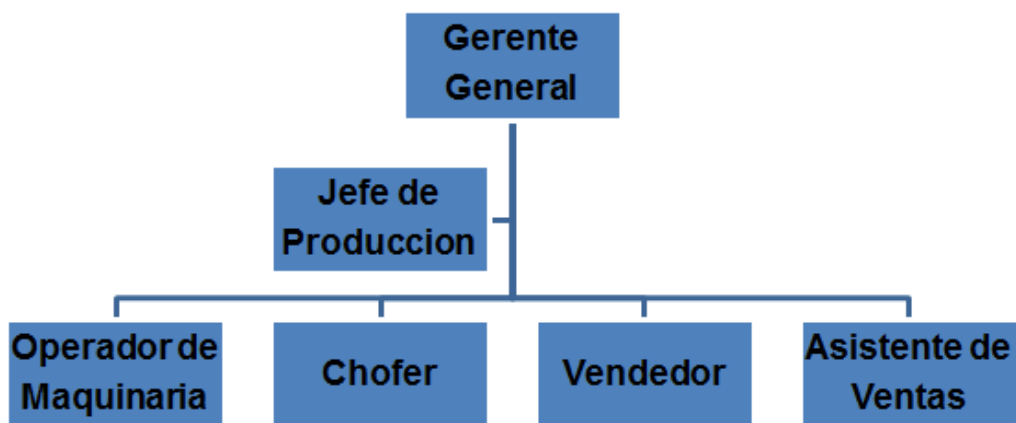 Gerente
General
Jefe de
Produccion
Operador de
Maquinaria
Chofer
Vendedor
Asistente de
Ventas